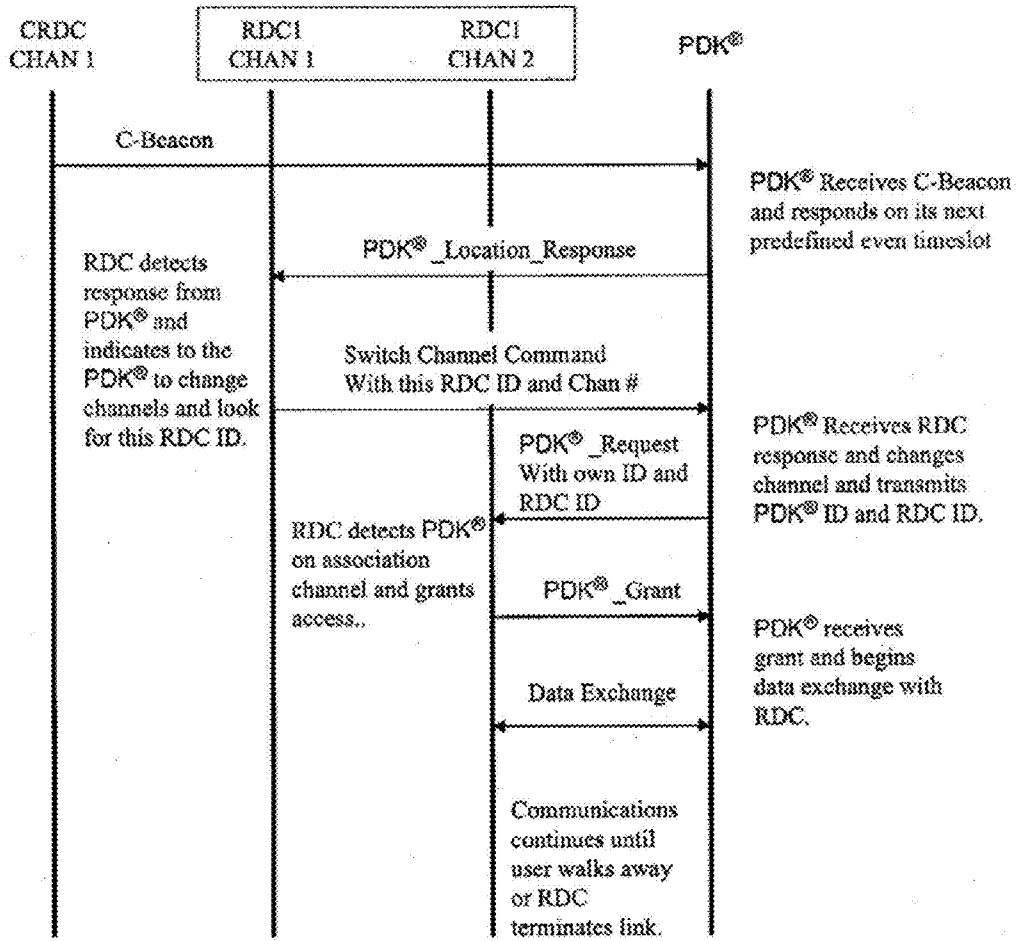 CRDC
CHAN 1
RDC1
CHAN 1
RDC1
CHAN 2
PDK®
C-Beacon
PDK® Receives C-Beacon
and responds on its next
predefined even timeslot
PDK® _Location_Response
RDC detects
response from
PDK® and
indicates to the
PDK® to change
channels and look
for this RDC ID.
Switch Channel Command
With this RDC ID and Chan #
PDK® Receives RDC
response and changes
channel and transmits
PDK® ID and RDC ID.
PDK® _Request
With own ID and
RDC ID
RDC detects PDK®
on association
channel and grants
access..
PDK® _Grant
PDK® receives
grant and begins
data exchange with
RDC.
Data Exchange
Communications
continues until
user walks away
or RDC
terminates link.